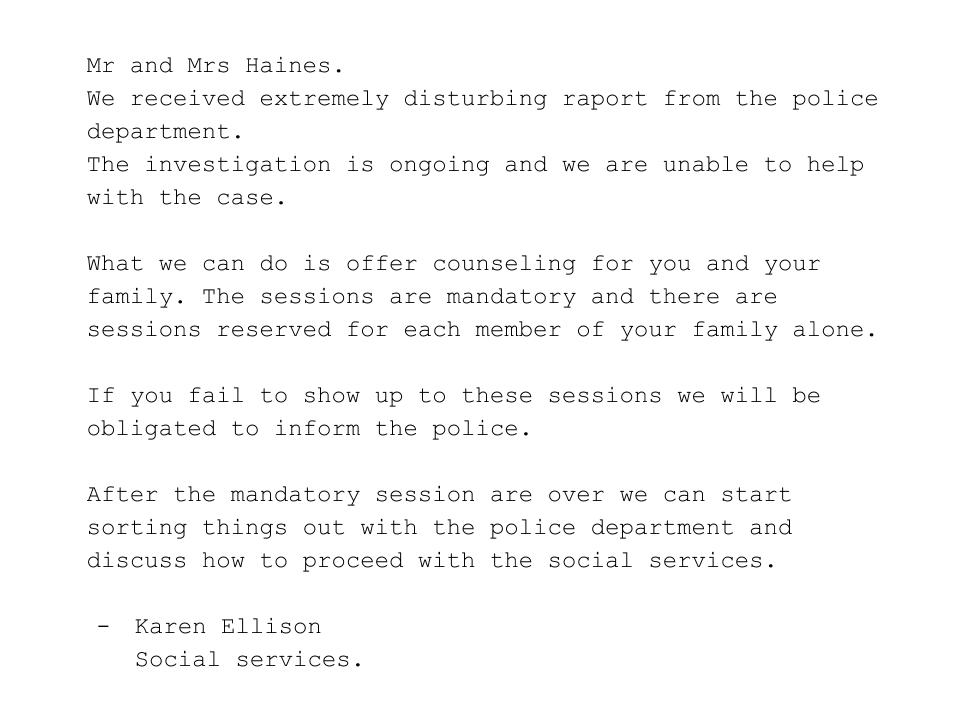 Mr and Mrs Haines.
We received extremely disturbing raport from the police
department.
The investigation is ongoing and we are unable to help
with the case.
What we can do is offer counseling for you and your
family. The sessions are mandatory and there are
sessions reserved for each member of your family alone.
If you fail to show up to these sessions we will be
obligated to inform the police.
After the mandatory session are over we can start
sorting things out with the police department and
discuss how to proceed with the social services.
- Karen Ellison
Social services.